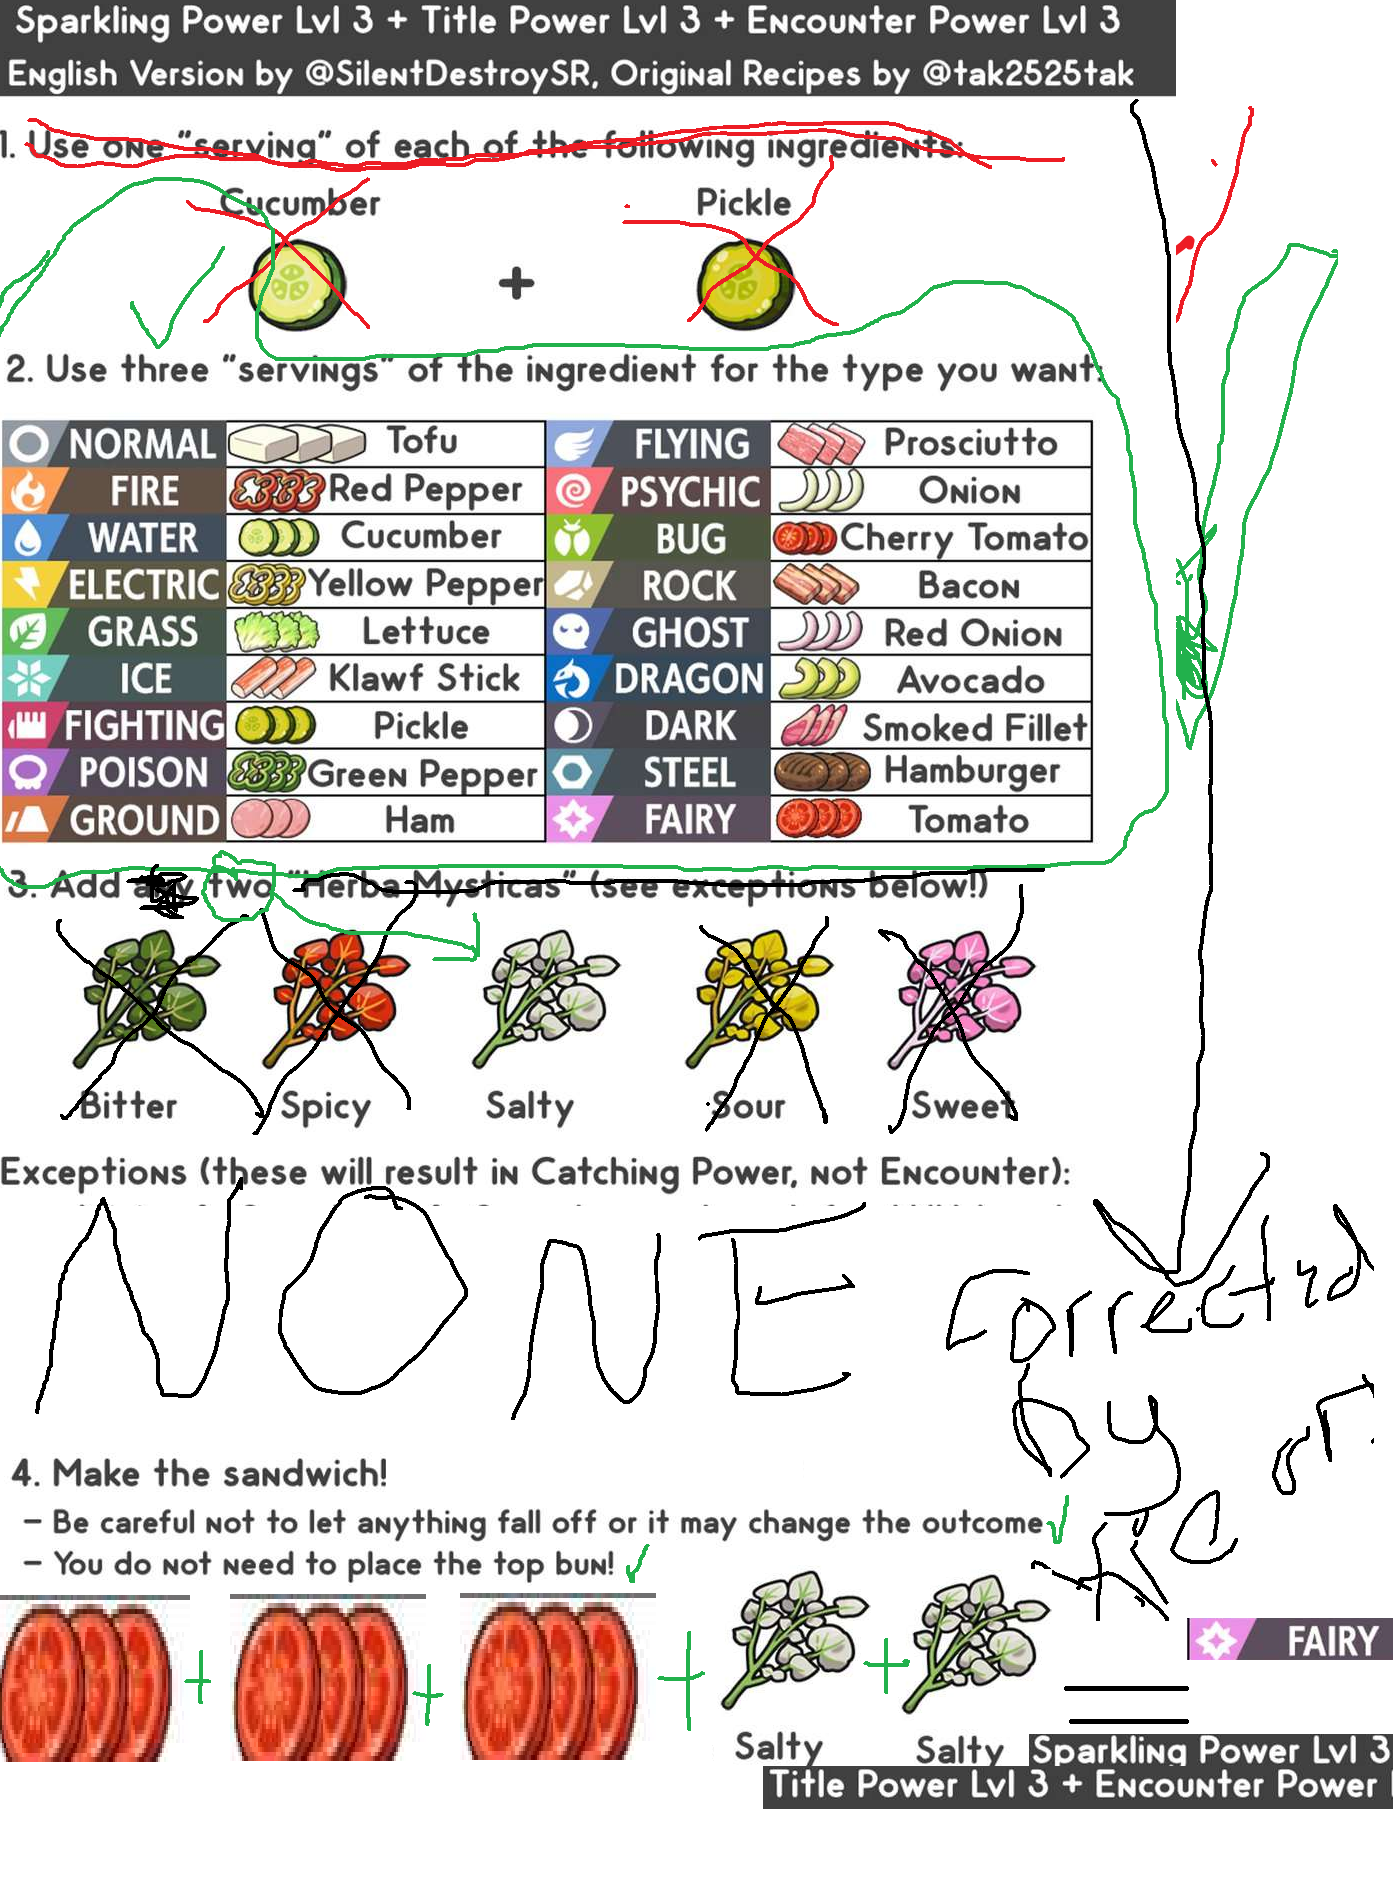 Sparkling Power Lvl 3 + Title Power Lvl 3 + Encounter Power Lvl 3
English Version by @SilentDestroySR, Original Recipes by @tak2525tak
1. Use one "serving" of each of the following ingredients:
Cucumber
Pickle
+
2. Use three "servings" of the ingredient for the type you want:
NORMAL Tofu FLYING Prosciutto
FIRE Red Pepper PSYCHIC Onion
WATER Cucumber BUG Cherry Tomato
ELECTRIC Yellow Pepper ROCK Bacon
GRASS Lettuce GHOST Red Onion
ICE Klawf Stick DRAGON Avocado
FIGHTING Pickle DARK Smoked Fillet
POISON Green Pepper STEEL Hamburger
GROUND Ham FAIRY Tomato
3. Add two "Herba Mysticas" (see exceptions below!)
Bitter Spicy Salty Sour Sweet
Exceptions (these will result in Catching Power, not Encounter):
NONE
by
4. Make the sandwich!
- Be careful not to let anything fall off or it may change the outcome
- You do not need to place the top bun!
+ + + + =
FAIRY
Salty Salty
Sparkling Power Lvl 3
Title Power Lvl 3 + Encounter Power